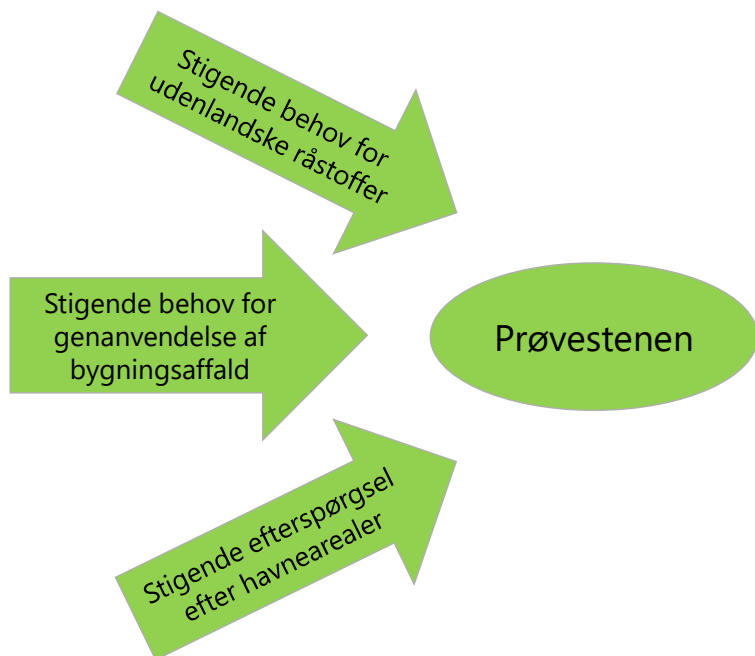 Stigende behov for
udenlandske råstoffer
Stigende behov for
genanvendelse af
bygningsaffald
Prøvestenen
Stigende efterspørgsel
efter havnearealer